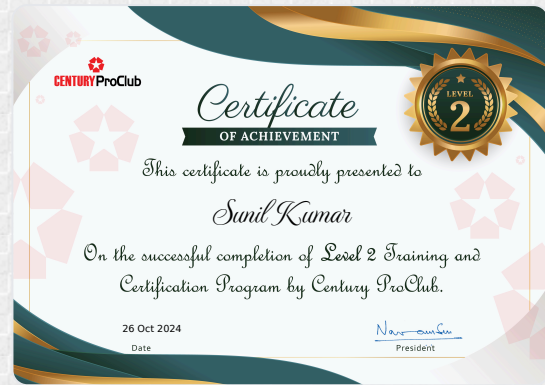 CENTURY ProClub
LEVEL
2
Certificate
OF ACHIEVEMENT
This certificate is proudly presented to
Sunil Kumar
On the successful completion of Level 2 Training and
Certification Program by Century ProClub.
26 Oct 2024
Date
President